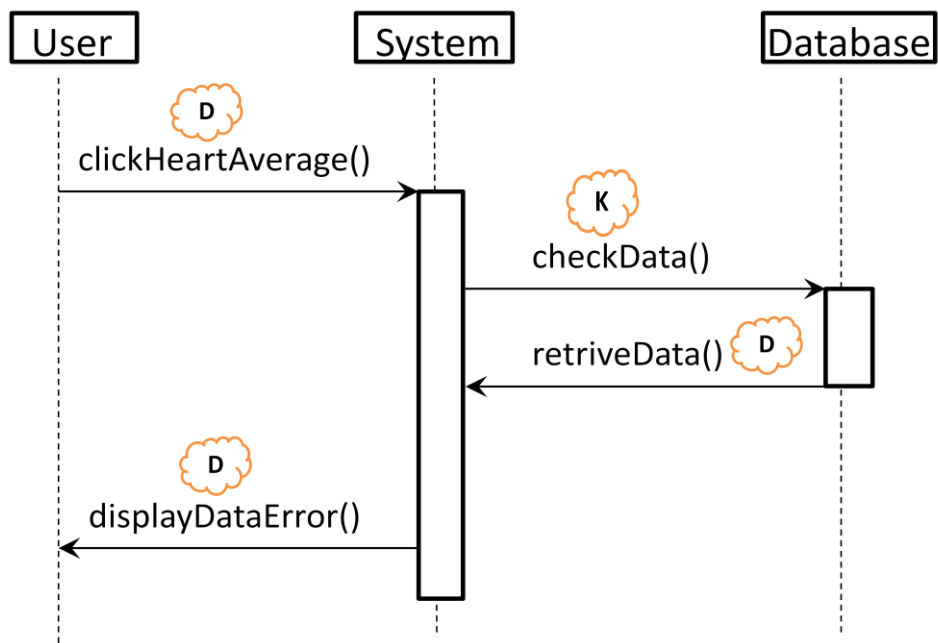 User
System
Database
D
clickHeartAverage()
K
checkData()
retriveData()
D
D
displayDataError()